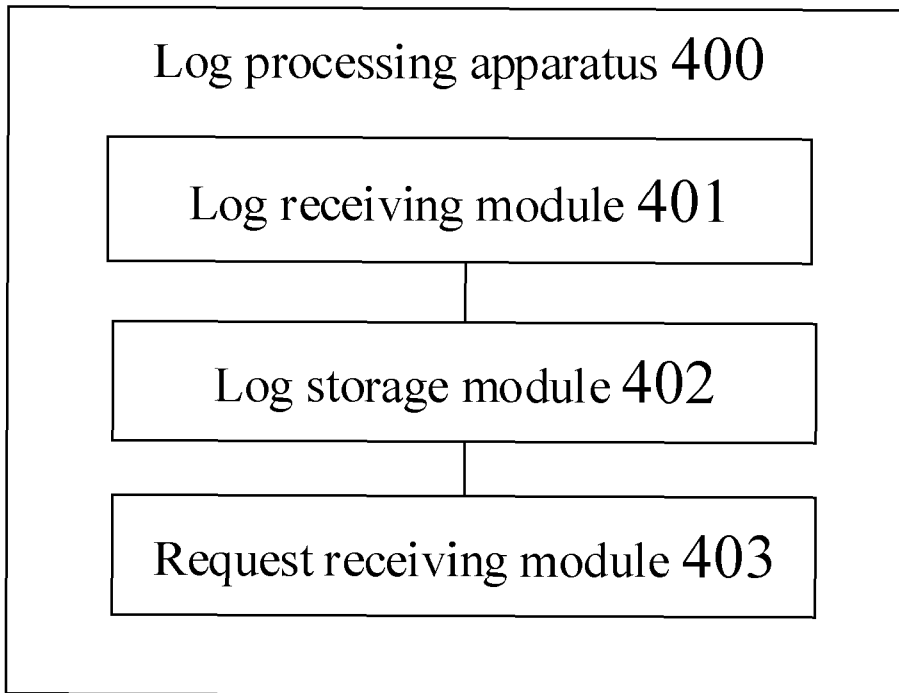 Log processing apparatus 400
Log receiving module 401
Log storage module 402
Request receiving module 403